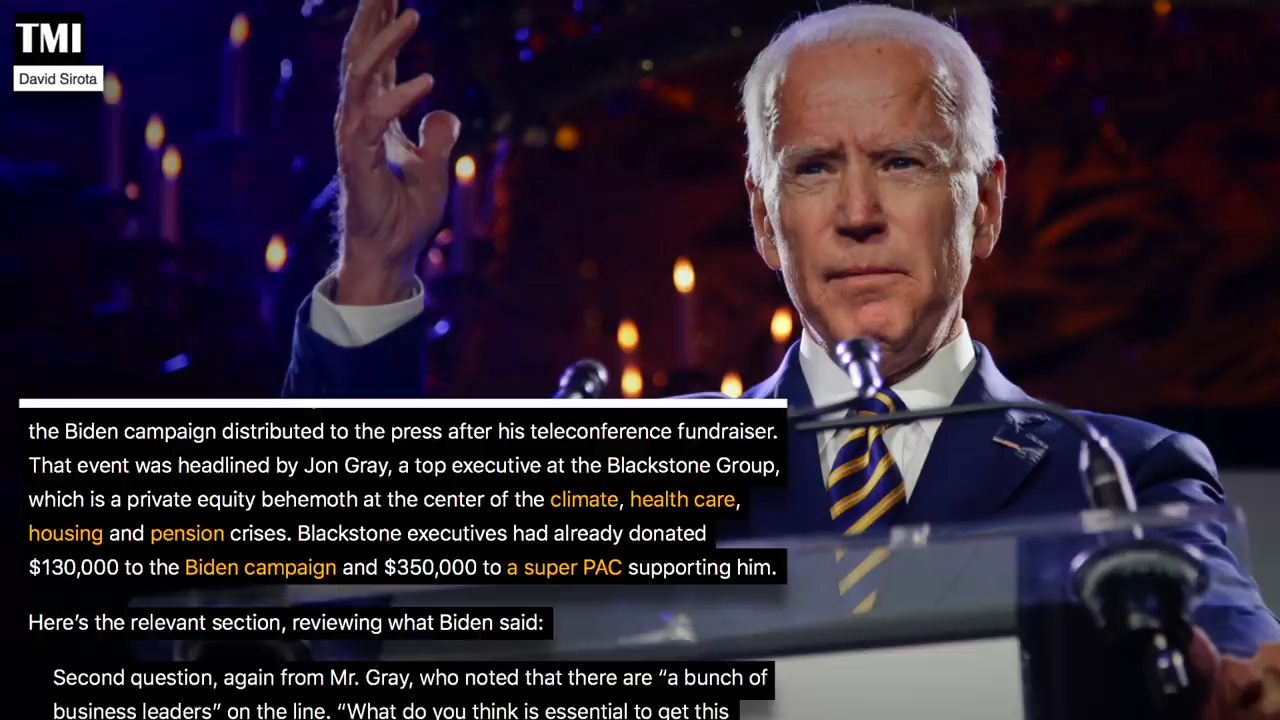 TMI
David Sirota
the Biden campaign distributed to the press after his teleconference fundraiser.
That event was headlined by Jon Gray, a top executive at the Blackstone Group,
which is a private equity behemoth at the center of the climate, health care,
housing and pension crises. Blackstone executives had already donated
$130,000 to the Biden campaign and $350,000 to a super PAC supporting him.
Here’s the relevant section, reviewing what Biden said:
Second question, again from Mr. Gray, who noted that there are “a bunch of
business leaders” on the line. “What do you think is essential to get this